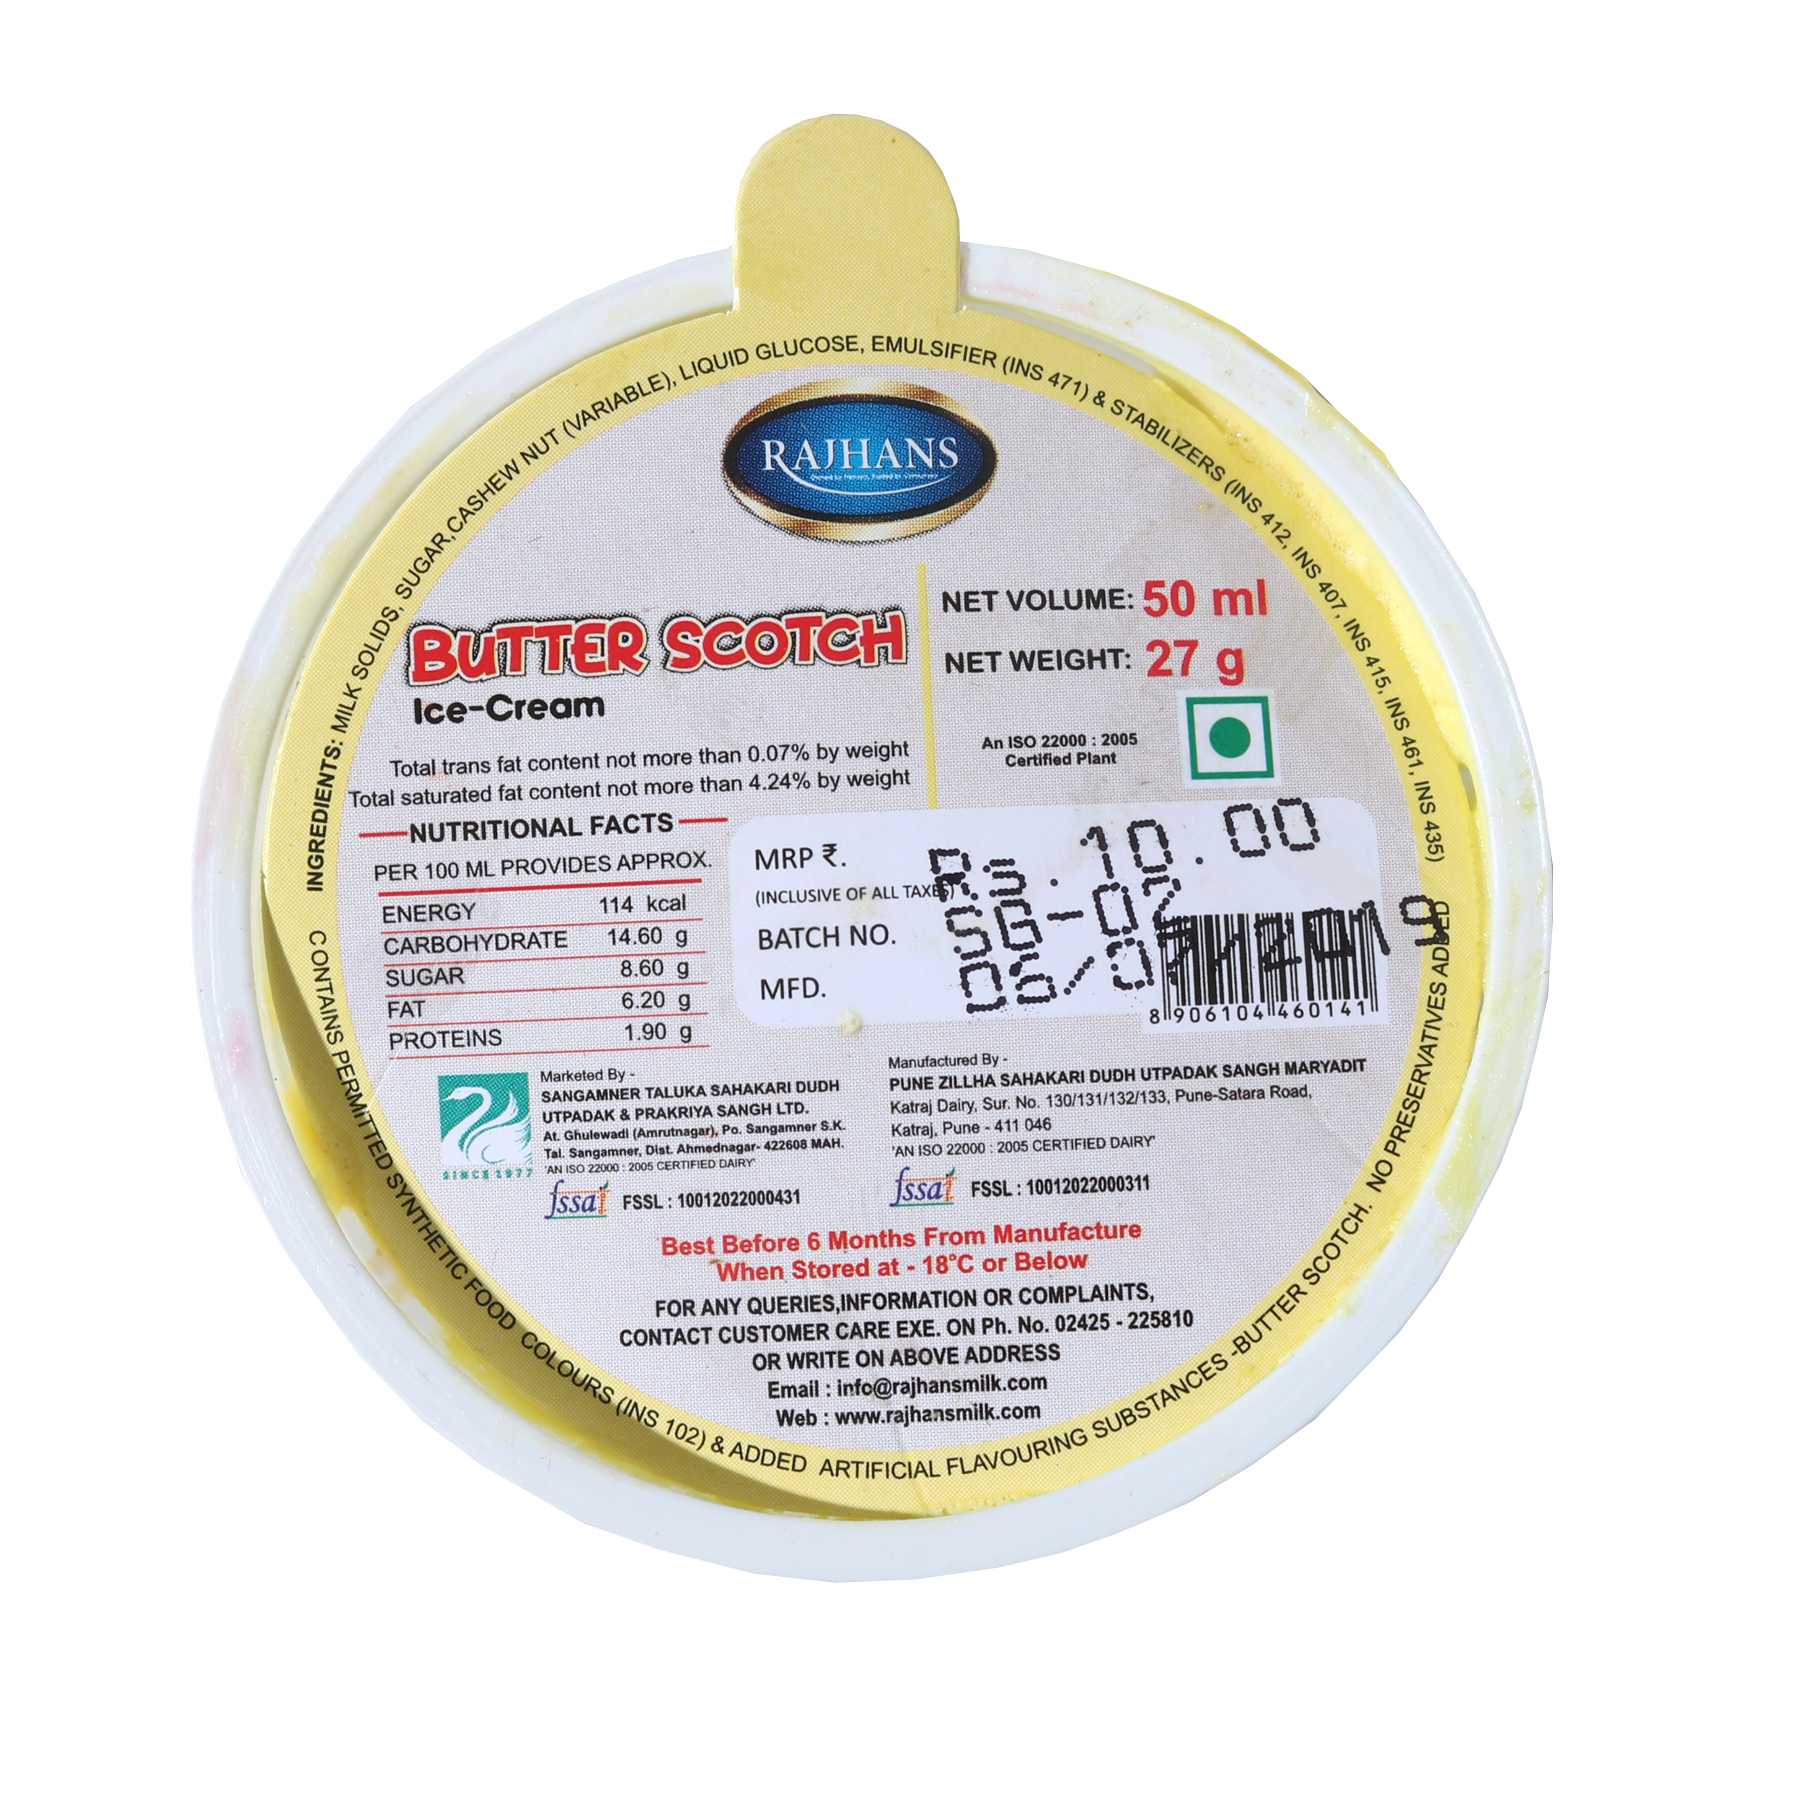 INGREDIENTS: MILK SOLIDS, SUGAR,CASHEW NUT (VARIABLE), LIQUID GLUCOSE, EMULSIFIER (INS 471) & STABILIZERS (INS 412, INS 407, INS 415, INS 461, INS 435)
RAJHANS
BUTTER SCOTCH
Ice-Cream
NET VOLUME: 50 ml
NET WEIGHT: 27 g
An ISO 22000 : 2005
Certified Plant
Total trans fat content not more than 0.07% by weight
Total saturated fat content not more than 4.24% by weight
NUTRITIONAL FACTS
PER 100 ML PROVIDES APPROX.
ENERGY 114 kcal
CARBOHYDRATE 14.60 g
SUGAR 8.60 g
FAT 6.20 g
PROTEINS 1.90 g
MRP ₹. Rs.10.00
(INCLUSIVE OF ALL TAXES)
BATCH NO. SG-02
MFD.
8 906104 460141
Marketed By -
SANGAMNER TALUKA SAHAKARI DUDH
UTPADAK & PRAKRIYA SANGH LTD.
At. Ghulewadi (Amrutnagar), Po. Sangamner S.K.
Tal. Sangamner, Dist. Ahmednagar- 422608 MAH.
'AN ISO 22000 : 2005 CERTIFIED DAIRY'
SINCE 1977
fssai FSSL : 10012022000431
Manufactured By -
PUNE ZILLHA SAHAKARI DUDH UTPADAK SANGH MARYADIT
Katraj Dairy, Sur. No. 130/131/132/133, Pune-Satara Road,
Katraj, Pune - 411 046
'AN ISO 22000 : 2005 CERTIFIED DAIRY'
fssai FSSL : 10012022000311
Best Before 6 Months From Manufacture
When Stored at - 18°C or Below
FOR ANY QUERIES,INFORMATION OR COMPLAINTS,
CONTACT CUSTOMER CARE EXE. ON Ph. No. 02425 - 225810
OR WRITE ON ABOVE ADDRESS
Email : info@rajhansmilk.com
Web : www.rajhansmilk.com
CONTAINS PERMITTED SYNTHETIC FOOD COLOURS (INS 102) & ADDED ARTIFICIAL FLAVOURING SUBSTANCES -BUTTER SCOTCH. NO PRESERVATIVES ADDED